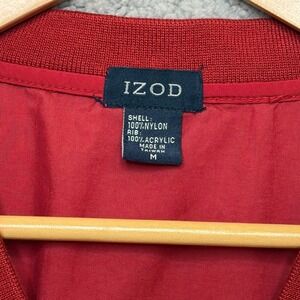 IZOD
SHELL:
100%NYLON
RIB:
100%ACRYLIC
MADE IN
TAIWAN
M